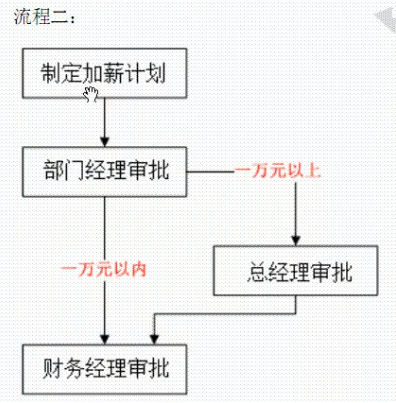 流程二：
制定加薪计划
部门经理审批
一万元以上
一万元以内
总经理审批
财务经理审批